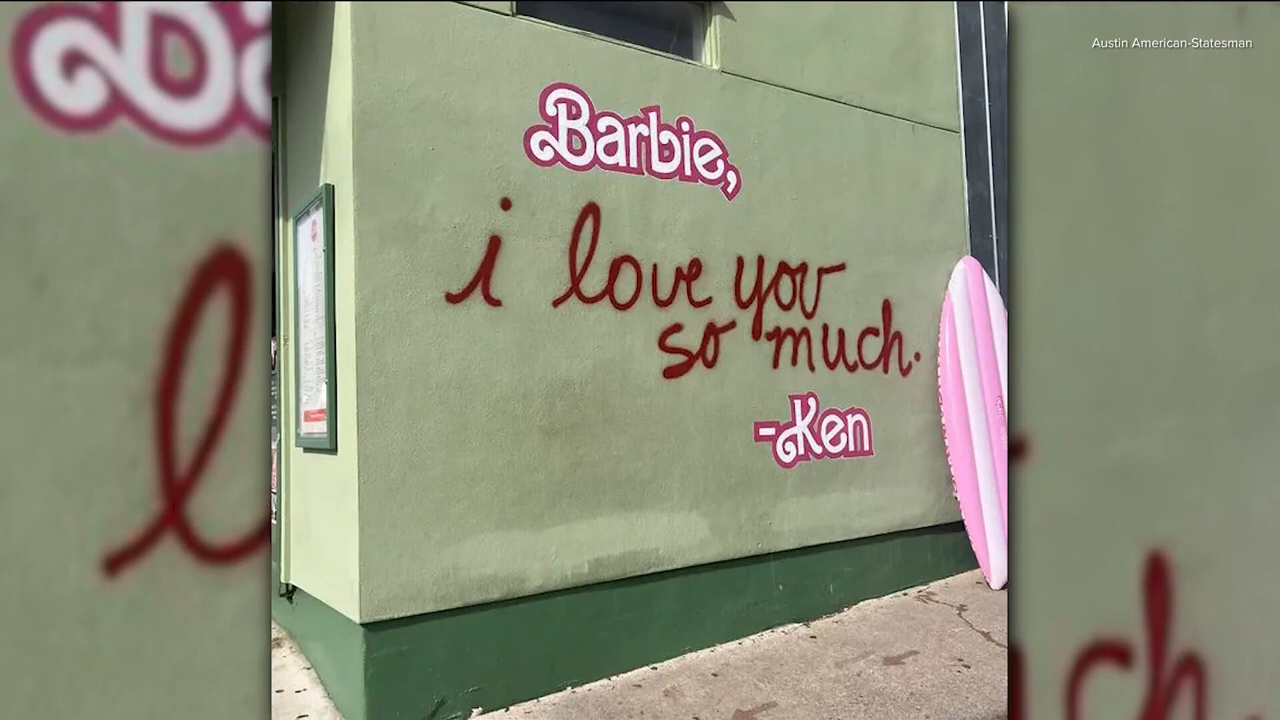 Austin American-Statesman
Barbie,
i love you
so much.
-Ken